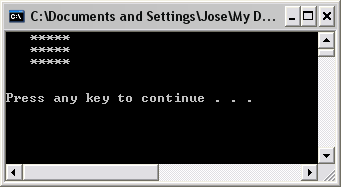 C:\Documents and Settings\Jose\My D...
*****
*****
*****
Press any key to continue . . .